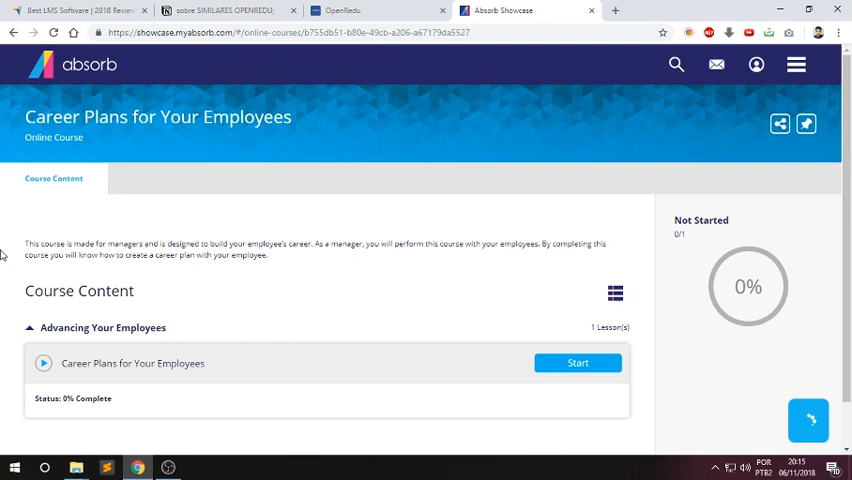 Best LMS Software | 2018 Review
sobre SIMILARES OPENREDU;
OpenRedu
Absorb Showcase
https://showcase.myabsorb.com/#/online-courses/b755db51-b80e-49cb-a206-a67179da5527
absorb
Career Plans for Your Employees
Online Course
Course Content
This course is made for managers and is designed to build your employee's career. As a manager, you will perform this course with your employees. By completing this
course you will know how to create a career plan with your employee.
Not Started
0/1
0%
Course Content
Advancing Your Employees
1 Lesson(s)
Career Plans for Your Employees
Start
Status: 0% Complete
POR
PTB2
20:15
06/11/2018